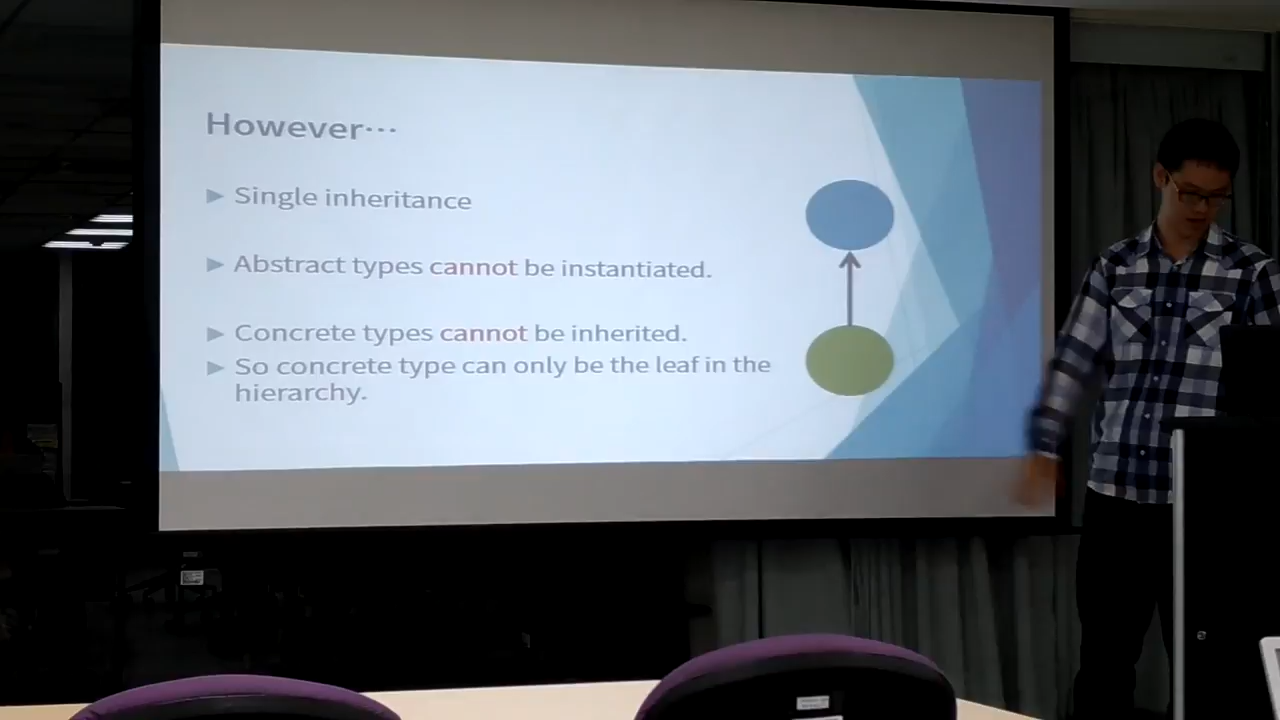 However…
Single inheritance
Abstract types cannot be instantiated.
Concrete types cannot be inherited.
So concrete type can only be the leaf in the
hierarchy.